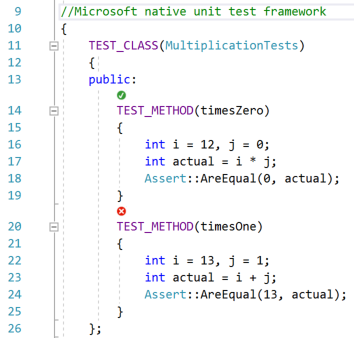 9 //Microsoft native unit test framework
10 {
11 TEST_CLASS(MultiplicationTests)
12 {
13 public:
14 TEST_METHOD(timesZero)
15 {
16 int i = 12, j = 0;
17 int actual = i * j;
18 Assert::AreEqual(0, actual);
19 }
20 TEST_METHOD(timesOne)
21 {
22 int i = 13, j = 1;
23 int actual = i + j;
24 Assert::AreEqual(13, actual);
25 }
26 };